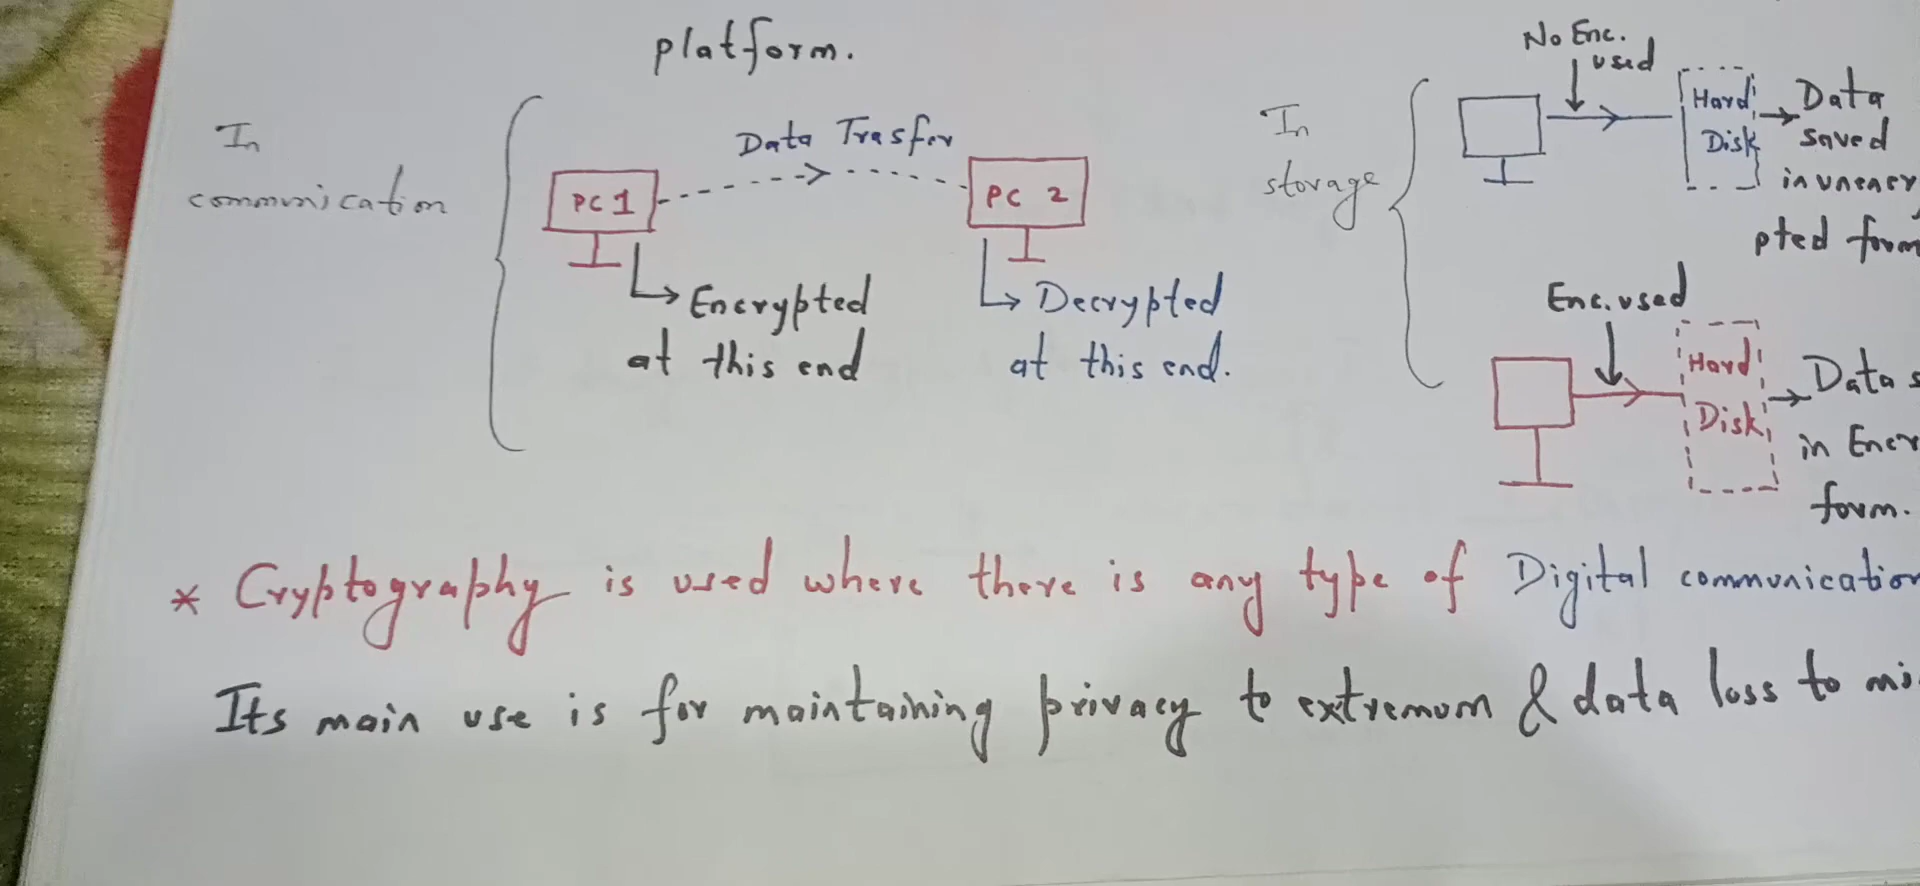 platform.
In
communication
Data Trasfer
PC 1
PC 2
Encrypted
at this end
Decrypted
at this end.
In
storage
No Enc.
used
Hard
Disk
Data
saved
in unencry
pted form
Enc. used
Hard
Disk
Data s
in Encr
form.
* Cryptography is used where there is any type of Digital communication
Its main use is for maintaining privacy to extremum & data loss to mi